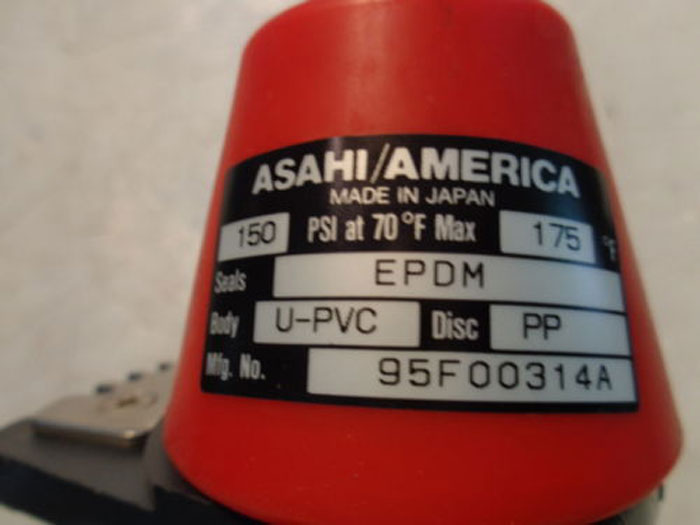 ASAHI/AMERICA
MADE IN JAPAN
150 PSI at 70 °F Max 175 °F
Seals EPDM
Body U-PVC Disc PP
Mfg. No. 95F00314A